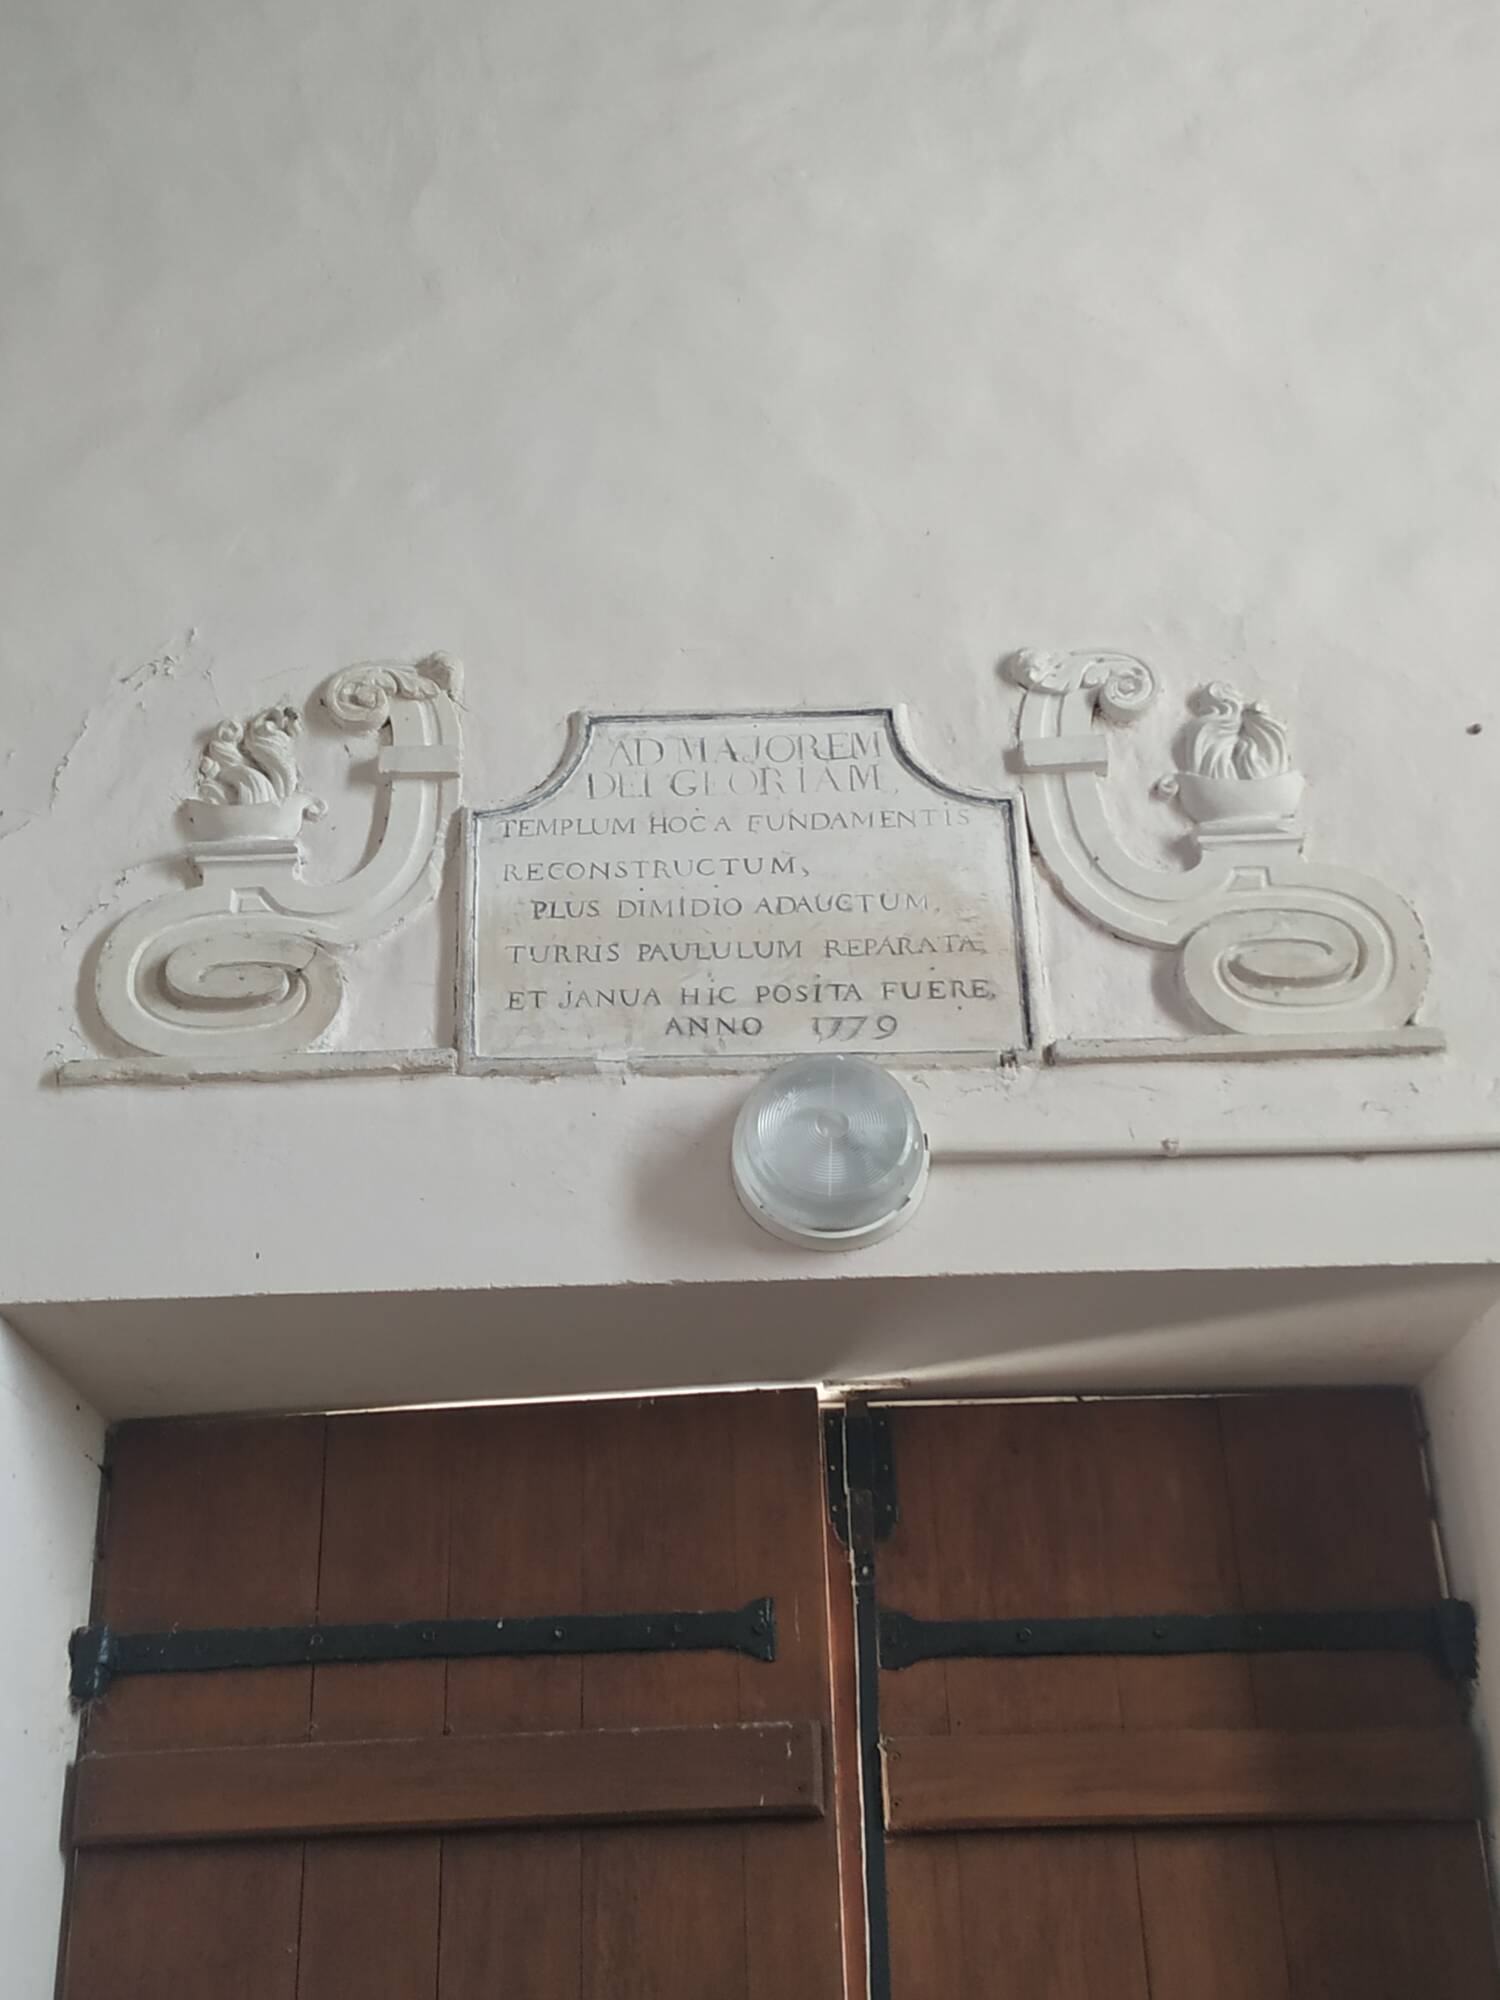 AD MAJOREM
DEI GLORIAM,
TEMPLUM HOC A FUNDAMENTIS
RECONSTRUCTUM,
PLUS DIMIDIO ADAUCTUM,
TURRIS PAULULUM REPARATA,
ET JANUA HIC POSITA FUERE,
ANNO 1779